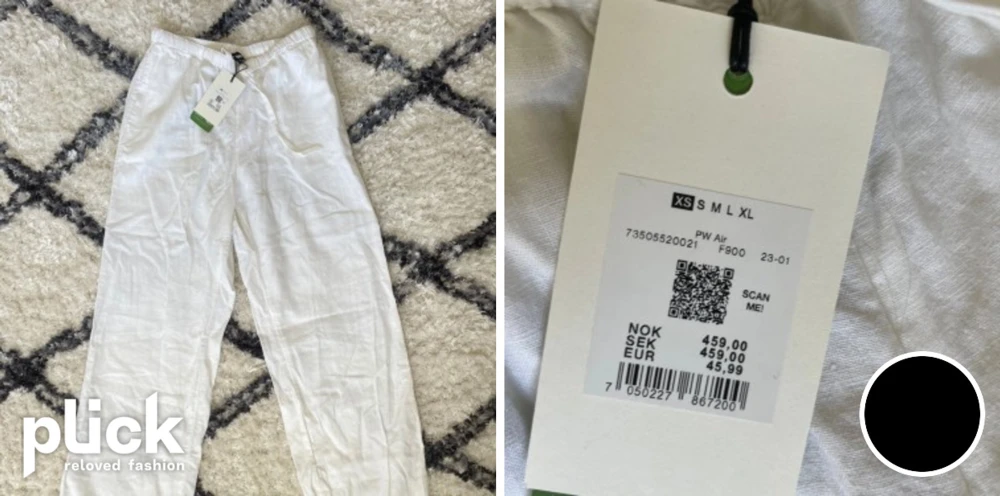 plick
reloved fashion
XS S M L XL
PW Air
73505520021 F900 23-01
SCAN
ME!
NOK 459,00
SEK 459,00
EUR 45,99
7 050227 867200